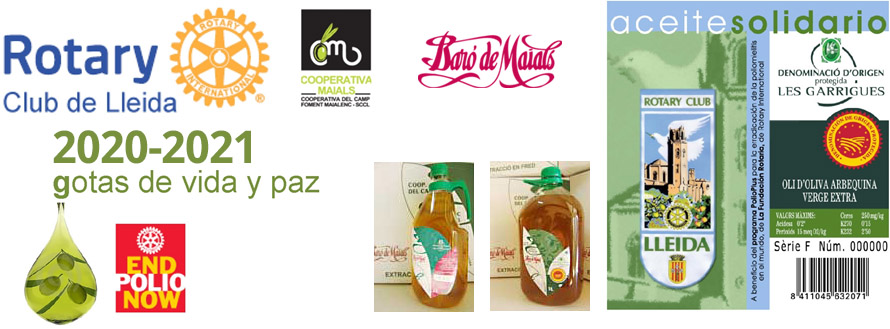 Rotary
Club de Lleida
ROTARY
INTERNATIONAL
COOPERATIVA
MAIALS
COOPERATIVA DEL CAMP
FOMENT MAIALENC - SCCL
Baró de Maials
2020-2021
gotas de vida y paz
END
POLIO
NOW
EXTRACCIÓ EN FRED
COOP.
DE
Baró de Maials
EXTRACC
aceitesolidario
ROTARY CLUB
LLEIDA
A beneficio del programa PolioPlus para la erradicación de la poliomelitis
en el mundo, de La Fundación Rotaria, de Rotary International
DENOMINACIÓ D'ORIGEN
protegida
LES GARRIGUES
OLI D'OLIVA ARBEQUINA
VERGE EXTRA
VALORS MÀXIMS:
Acidesa 0'2°
Peròxids 15 meq O2/kg
Ceres 250 mg/kg
K270 0'15
K232 2'50
Sèrie F Núm. 000000
8 411045 632071